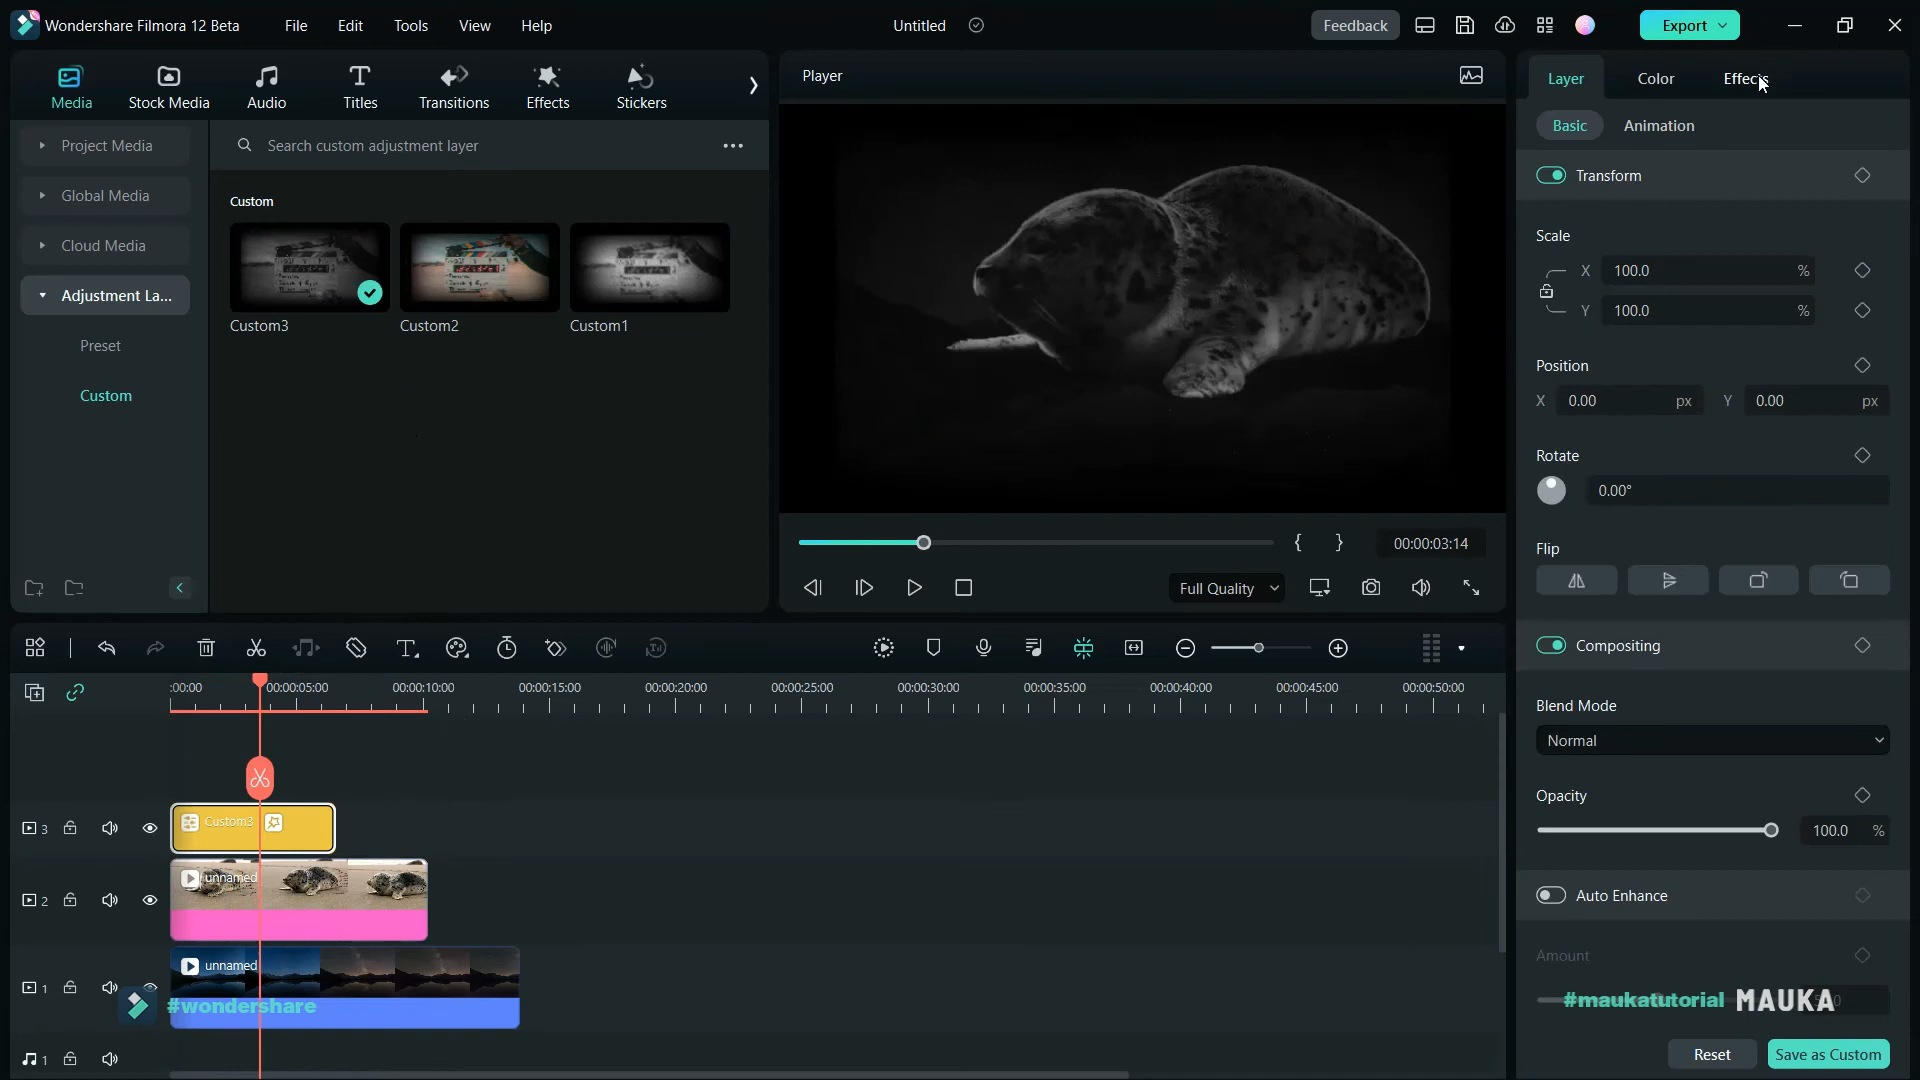 Wondershare Filmora 12 Beta
File
Edit
Tools
View
Help
Untitled
Feedback
Export
Media
Stock Media
Audio
Titles
Transitions
Effects
Stickers
Player
Layer
Color
Effects
Project Media
Global Media
Cloud Media
Adjustment La...
Preset
Custom
Search custom adjustment layer
Custom
Custom3
Custom2
Custom1
00:00:03:14
Full Quality
Basic
Animation
Transform
Scale
X 100.0 %
Y 100.0 %
Position
X 0.00 px Y 0.00 px
Rotate
0.00°
Flip
Compositing
Blend Mode
Normal
Opacity
100.0 %
Auto Enhance
Amount
Reset
Save as Custom
:00:00
00:00:05:00
00:00:10:00
00:00:15:00
00:00:20:00
00:00:25:00
00:00:30:00
00:00:35:00
00:00:40:00
00:00:45:00
00:00:50:00
3
Custom3
2
unnamed
1
unnamed
1
#wondershare
#maukatutorial MAUKA